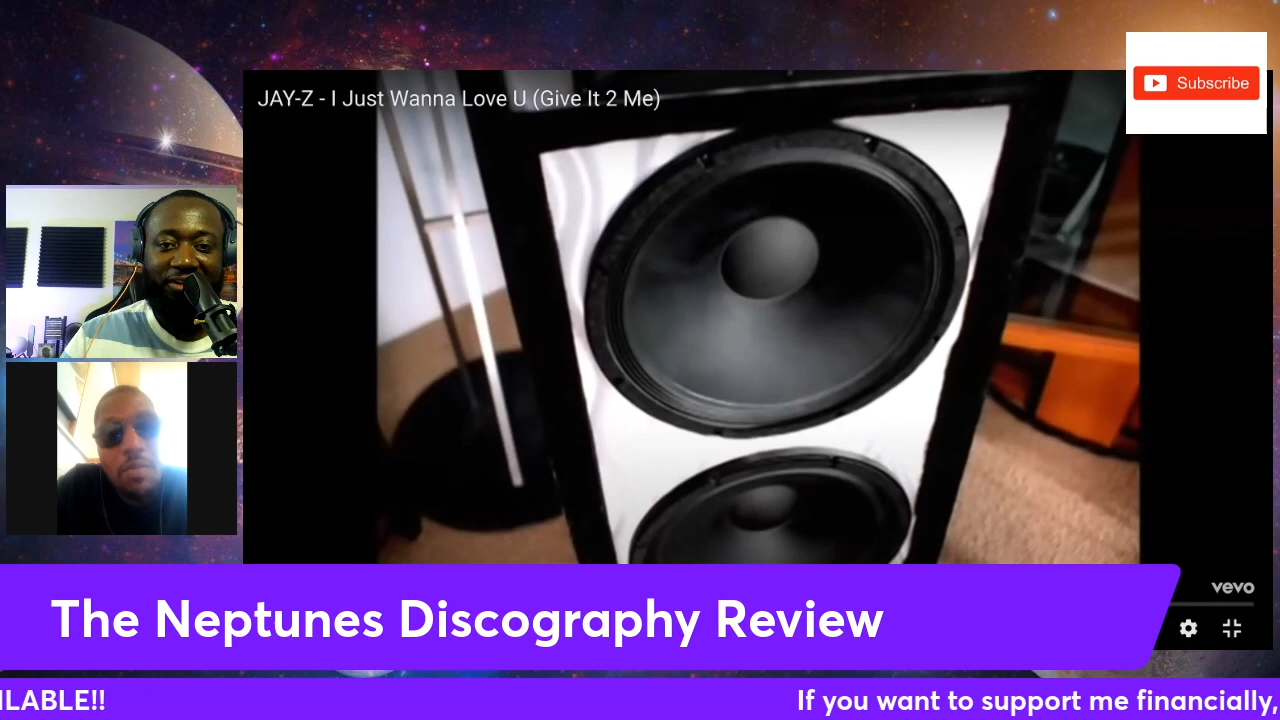 JAY-Z - I Just Wanna Love U (Give It 2 Me)
Subscribe
vevo
The Neptunes Discography Review
ILABLE!!
If you want to support me financially,